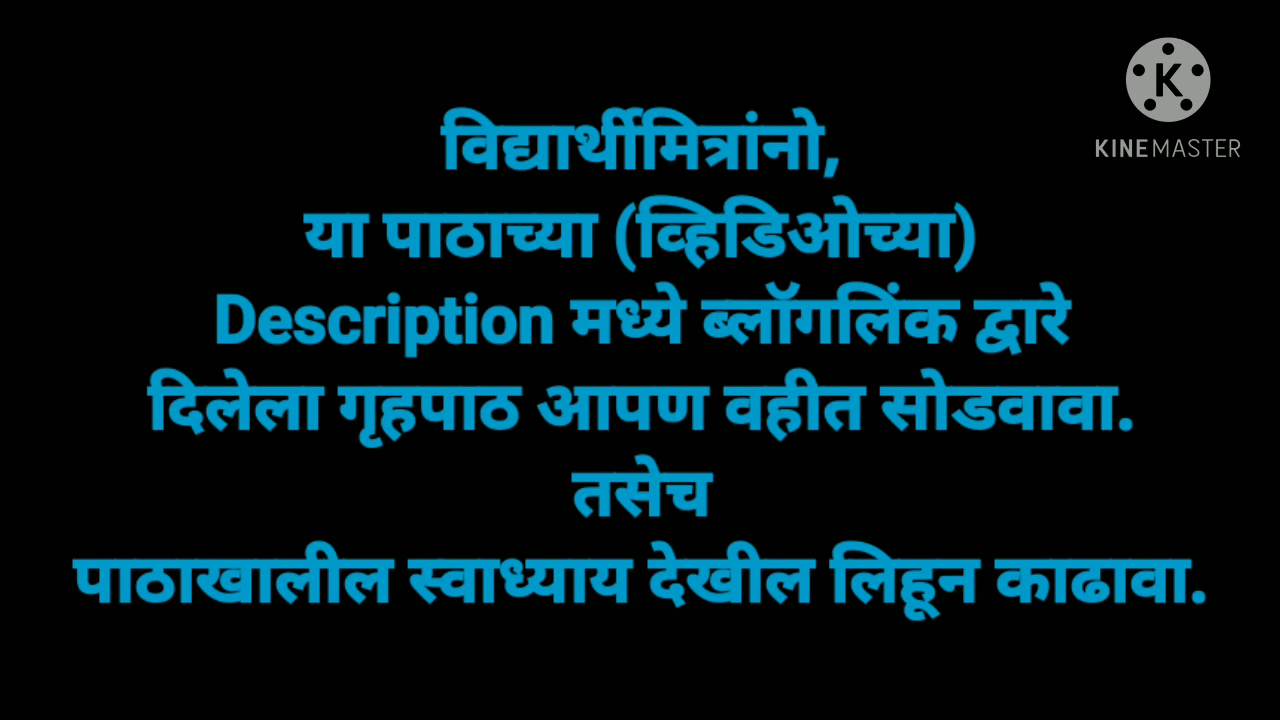 K
KINEMASTER
विद्यार्थीमित्रांनो,
या पाठाच्या (व्हिडिओच्या)
Description मध्ये ब्लॉगलिंक द्वारे
दिलेला गृहपाठ आपण वहीत सोडवावा.
तसेच
पाठाखालील स्वाध्याय देखील लिहून काढावा.